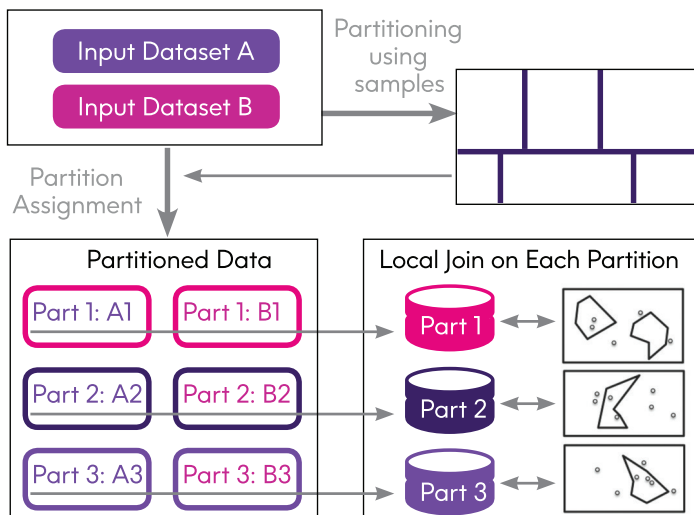 Input Dataset A
Input Dataset B
Partitioning
using
samples
Partition
Assignment
Partitioned Data
Part 1: A1
Part 1: B1
Part 2: A2
Part 2: B2
Part 3: A3
Part 3: B3
Local Join on Each Partition
Part 1
Part 2
Part 3